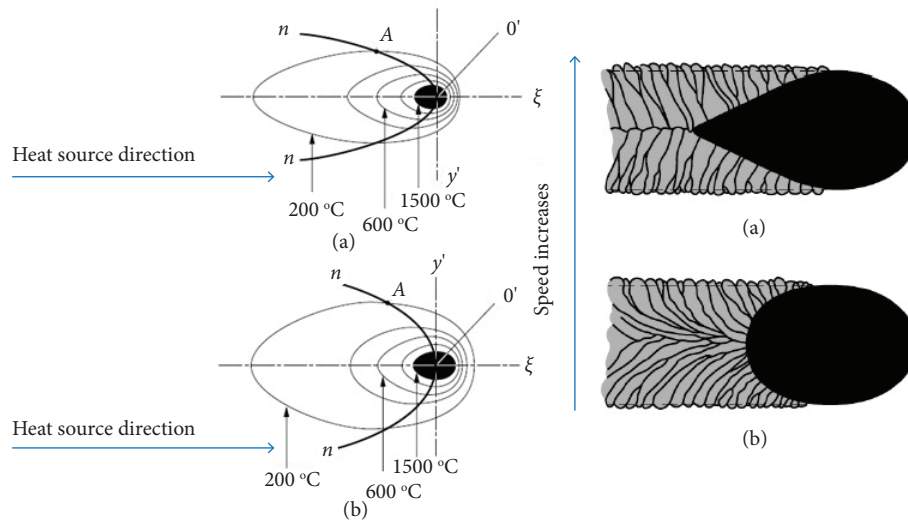 (a)
n
A
0'
ξ
n
y'
Heat source direction
200 °C
600 °C
1500 °C
(a)
n
A
y'
0'
ξ
n
Heat source direction
200 °C
600 °C
1500 °C
(b)
Speed increases
(a)
(b)